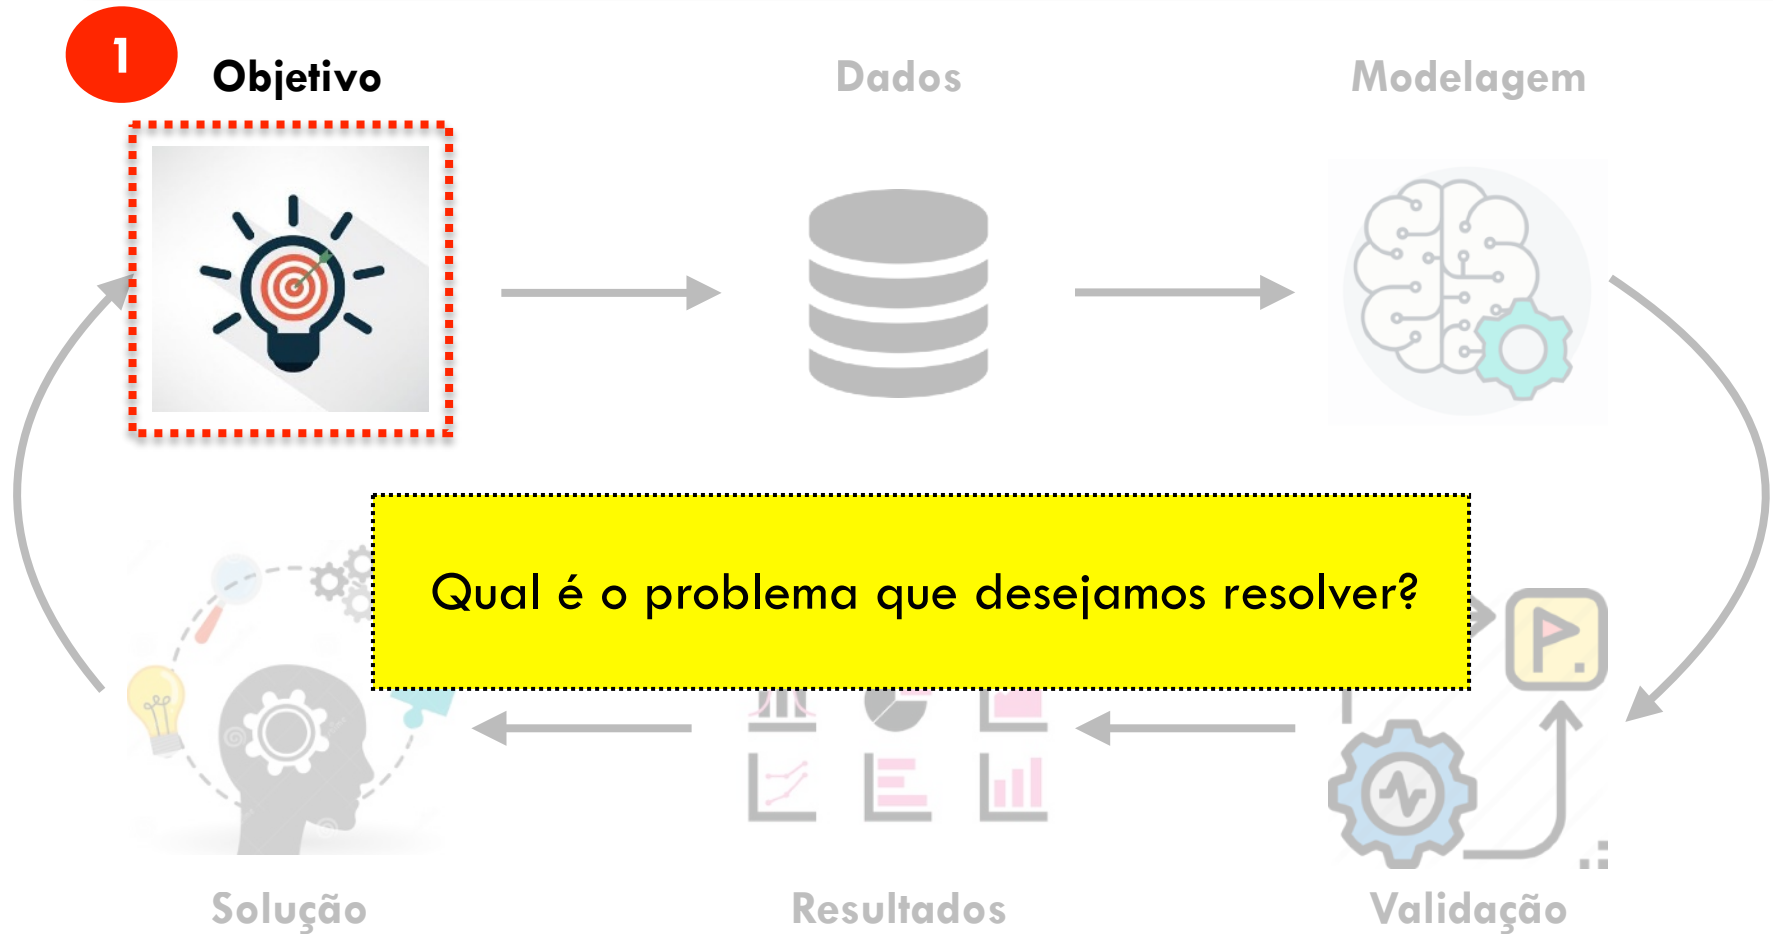 1
Objetivo
Dados
Modelagem
Qual é o problema que desejamos resolver?
Solução
Resultados
Validação